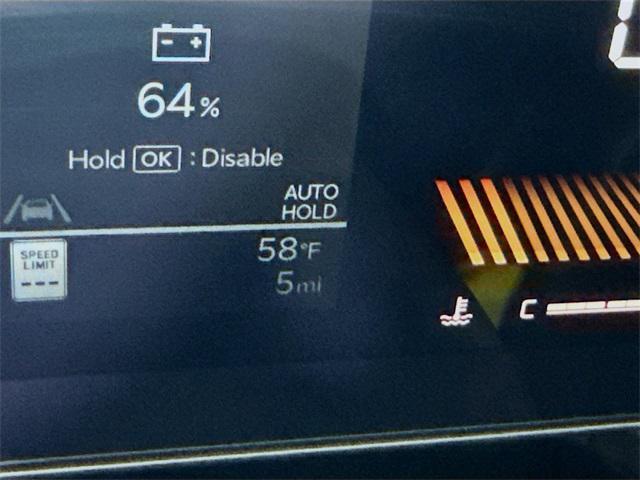 64%
Hold OK : Disable
AUTO
HOLD
SPEED
LIMIT
---
58°F
5mi
C